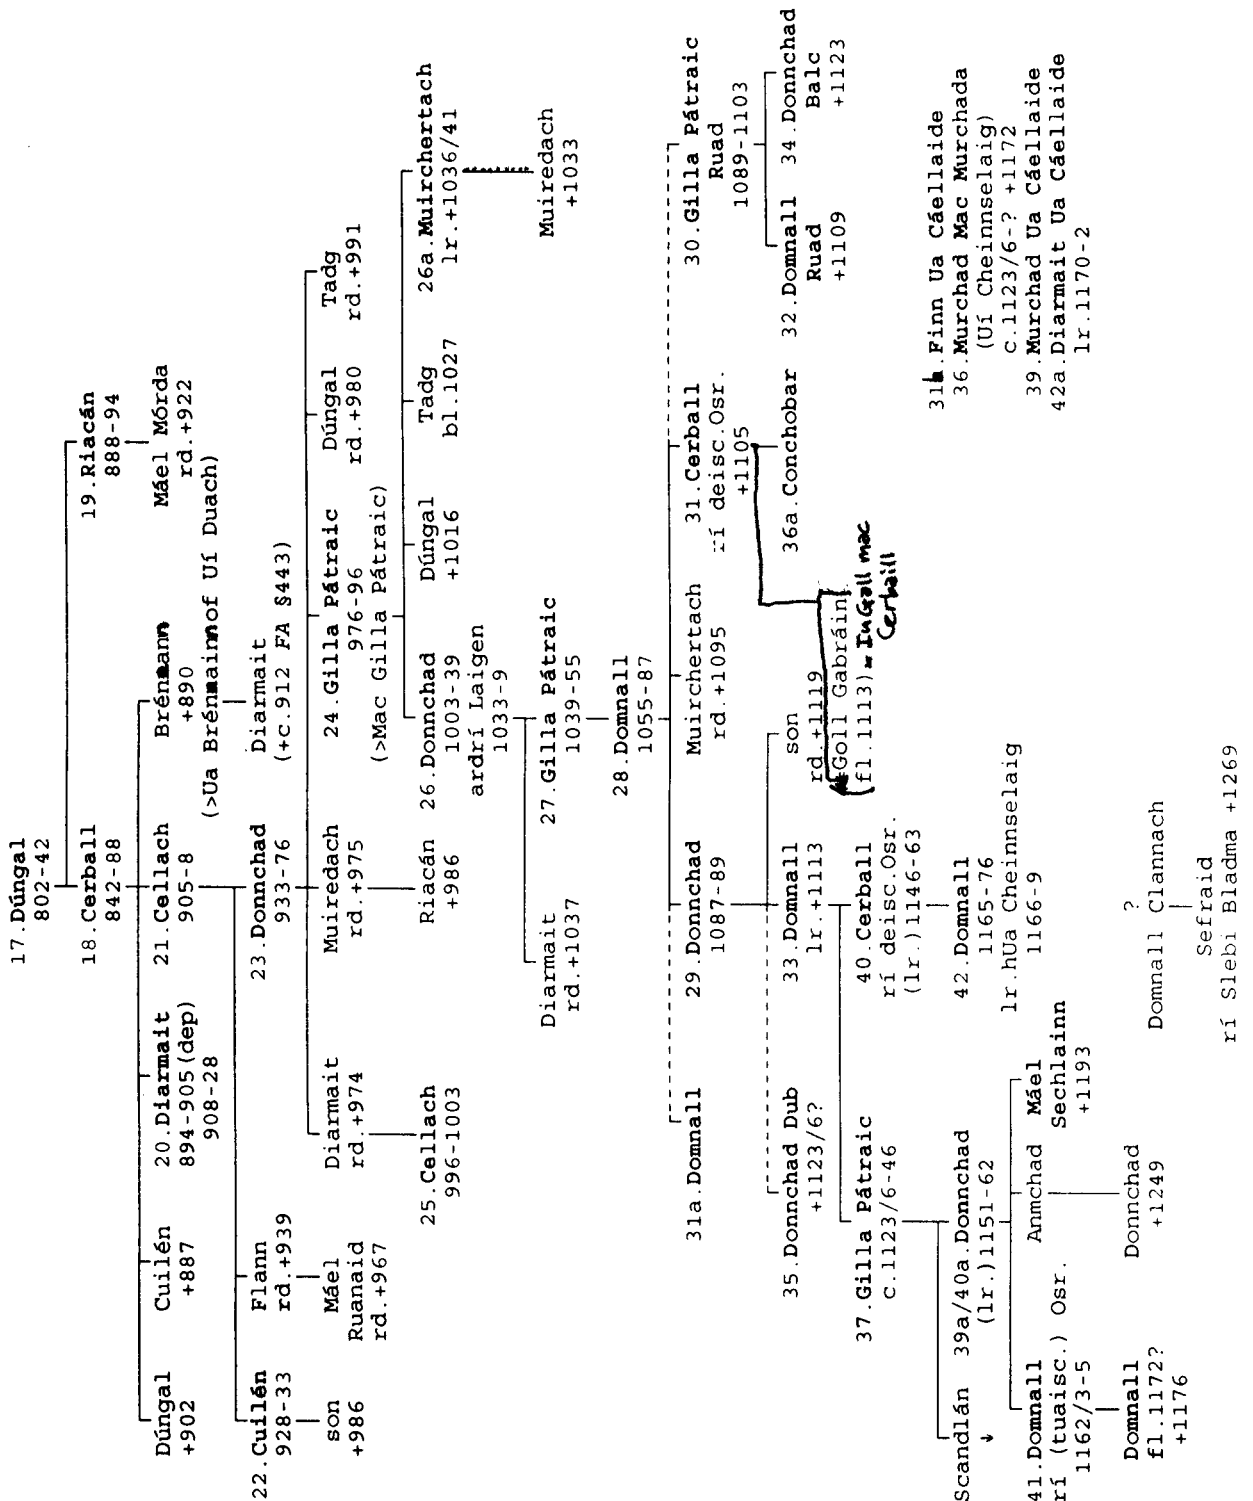 17.Dúngal
802-42
18.Cerball
842-88
19.Riacán
888-94
Dúngal
+902
Cuilén
+887
20.Diarmait
894-905(dep)
908-28
21.Cellach
905-8
Brénmann
+890
(>Ua Brénmainn of Uí Duach)
Máel Mórda
rd.+922
22.Cuilén
928-33
Flann
rd.+939
23.Donnchad
933-76
Diarmait
(+c.912 FA §443)
son
+986
Máel
Ruanaid
rd.+967
Diarmait
rd.+974
Muiredach
rd.+975
24.Gilla Pátraic
976-96
(>Mac Gilla Pátraic)
Dúngal
rd.+980
Tadg
rd.+991
25.Cellach
996-1003
Riacán
+986
26.Donnchad
1003-39
ardrí Laigen
1033-9
Dúngal
+1016
Tadg
bl.1027
26a.Muirchertach
lr.+1036/41
Diarmait
rd.+1037
27.Gilla Pátraic
1039-55
Muiredach
+1033
28.Domnall
1055-87
31a.Domnall
29.Donnchad
1087-89
Muirchertach
rd.+1095
31.Cerball
rí deisc.Osr.
+1105
30.Gilla Pátraic
Ruad
1089-1103
35.Donnchad Dub
+1123/6?
33.Domnall
lr.+1113
son
rd.+1119
Goll Gabráin
(fl.1113) = In Goll mac
Cerbaill
36a.Conchobar
32.Domnall
Ruad
+1109
34.Donnchad
Balc
+1123
37.Gilla Pátraic
c.1123/6-46
40.Cerball
rí deisc.Osr.
(lr.)1146-63
Scandlán
↓
39a/40a.Donnchad
(lr.)1151-62
42.Domnall
1165-76
lr.hUa Cheinnselaig
1166-9
41.Domnall
rí (tuaisc.) Osr.
1162/3-5
Anmchad
Máel
Sechlainn
+1193
Domnall
fl.1172?
+1176
Donnchad
+1249
?
Domnall Clannach
Sefraid
rí Slebi Bladma +1269
31b.Finn Ua Cáellaide
36.Murchad Mac Murchada
(Uí Cheinnselaig)
c.1123/6-? +1172
39.Murchad Ua Cáellaide
42a.Diarmait Ua Cáellaide
lr.1170-2